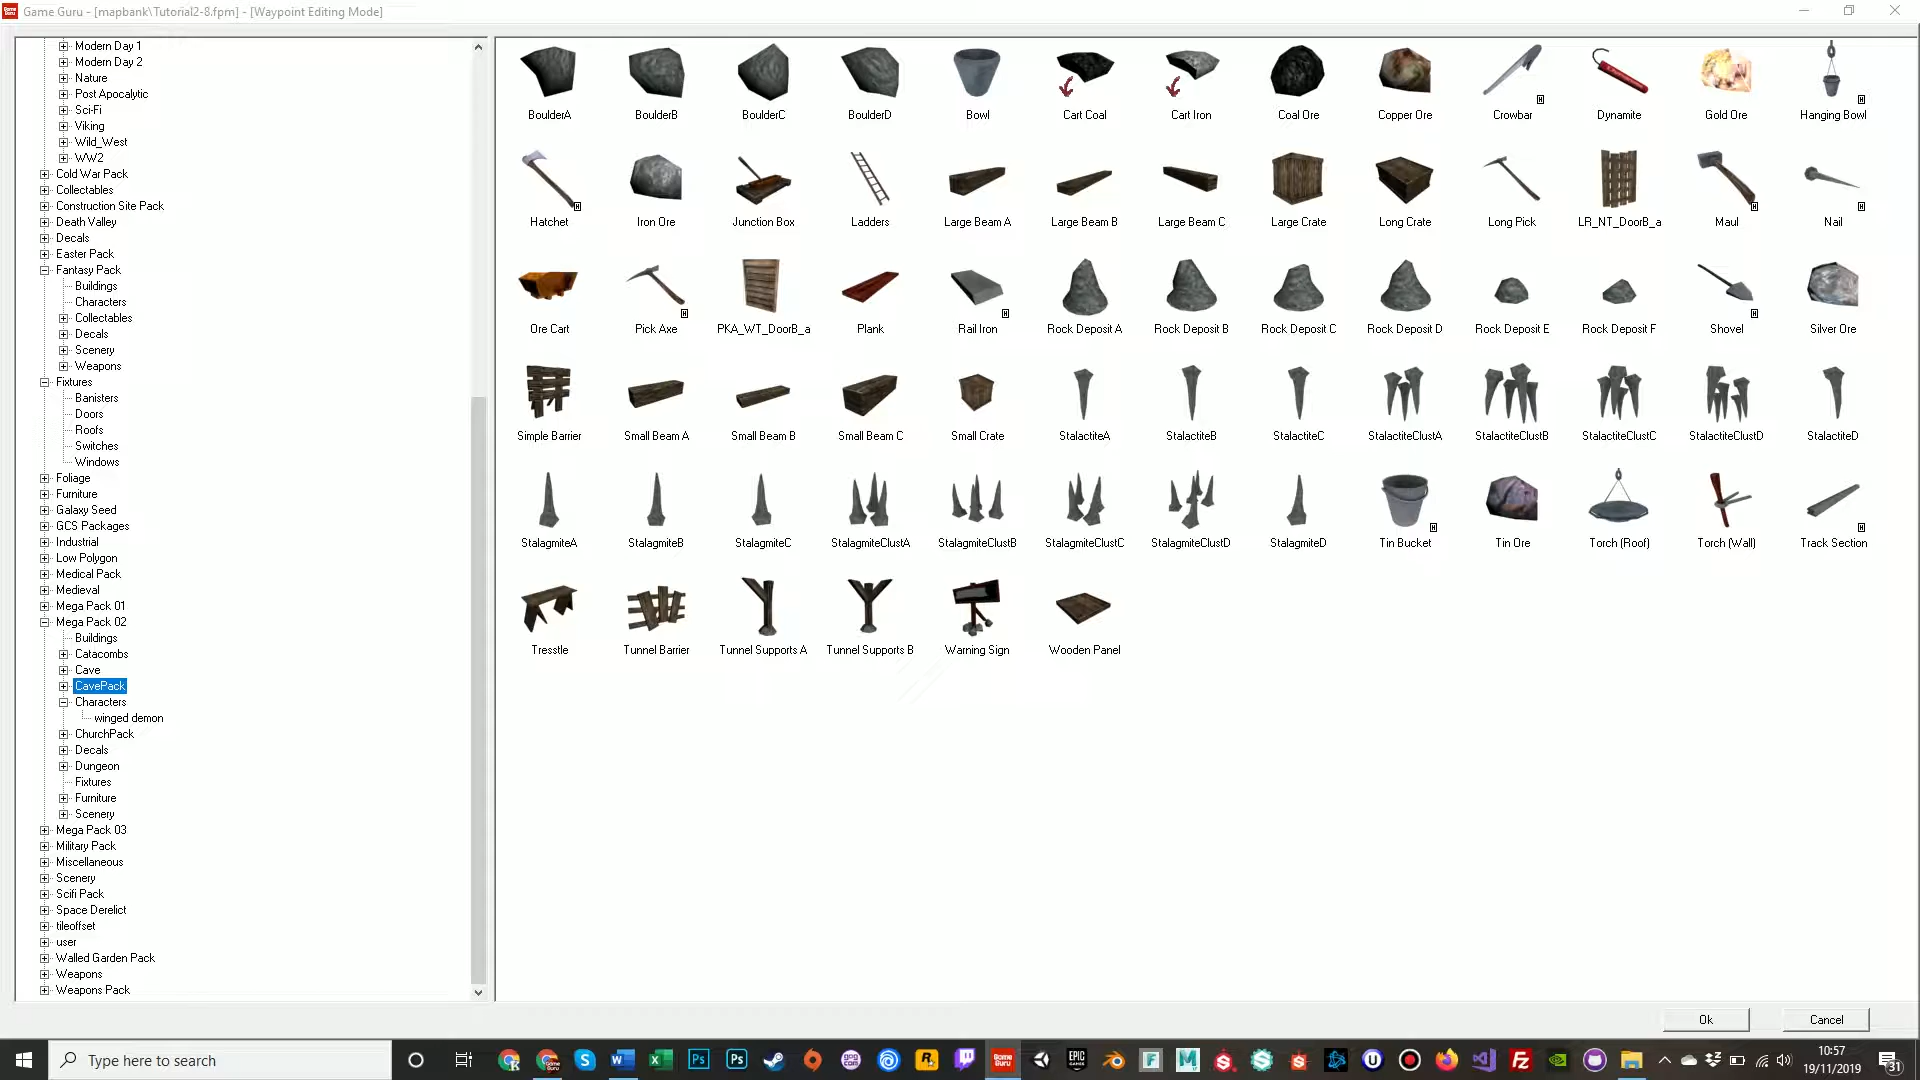 Game Guru - [mapbank\Tutorial2-8.fpm] - [Waypoint Editing Mode]
Modern Day 1
Modern Day 2
Nature
Post Apocalytic
Sci-Fi
Viking
Wild_West
WW2
Cold War Pack
Collectables
Construction Site Pack
Death Valley
Decals
Easter Pack
Fantasy Pack
Buildings
Characters
Collectables
Decals
Scenery
Weapons
Fixtures
Banisters
Doors
Roofs
Switches
Windows
Foliage
Furniture
Galaxy Seed
GCS Packages
Industrial
Low Polygon
Medical Pack
Medieval
Mega Pack 01
Mega Pack 02
Buildings
Catacombs
Cave
CavePack
Characters
winged demon
ChurchPack
Decals
Dungeon
Fixtures
Furniture
Scenery
Mega Pack 03
Military Pack
Miscellaneous
Scenery
Scifi Pack
Space Derelict
tileoffset
user
Walled Garden Pack
Weapons
Weapons Pack
BoulderA BoulderB BoulderC BoulderD Bowl Cart Coal Cart Iron Coal Ore Copper Ore Crowbar Dynamite Gold Ore Hanging Bowl
Hatchet Iron Ore Junction Box Ladders Large Beam A Large Beam B Large Beam C Large Crate Long Crate Long Pick LR_NT_DoorB_a Maul Nail
Ore Cart Pick Axe PKA_WT_DoorB_a Plank Rail Iron Rock Deposit A Rock Deposit B Rock Deposit C Rock Deposit D Rock Deposit E Rock Deposit F Shovel Silver Ore
Simple Barrier Small Beam A Small Beam B Small Beam C Small Crate StalactiteA StalactiteB StalactiteC StalactiteClustA StalactiteClustB StalactiteClustC StalactiteClustD StalactiteD
StalagmiteA StalagmiteB StalagmiteC StalagmiteClustA StalagmiteClustB StalagmiteClustC StalagmiteClustD StalagmiteD Tin Bucket Tin Ore Torch (Roof) Torch (Wall) Track Section
Tresstle Tunnel Barrier Tunnel Supports A Tunnel Supports B Warning Sign Wooden Panel
Ok Cancel
Type here to search
10:57
19/11/2019
31